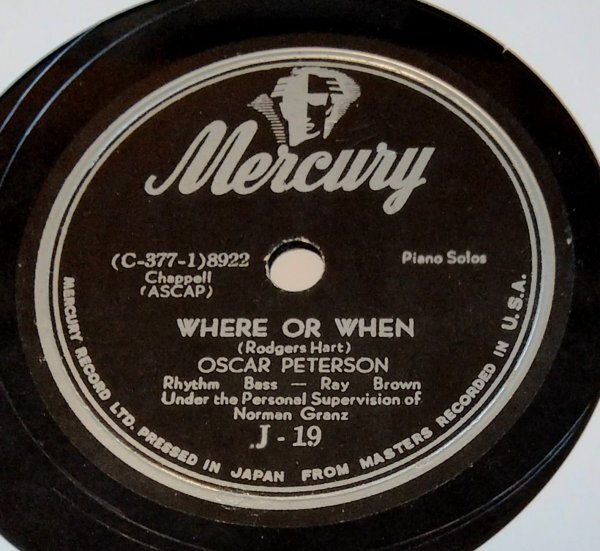 Mercury
(C-377-1)8922
Chappell
(ASCAP)
Piano Solos
WHERE OR WHEN
(Rodgers Hart)
OSCAR PETERSON
Rhythm Bass — Ray Brown
Under the Personal Supervision of
Norman Granz
J-19
MERCURY RECORD LTD. PRESSED IN JAPAN FROM MASTERS RECORDED IN U.S.A.